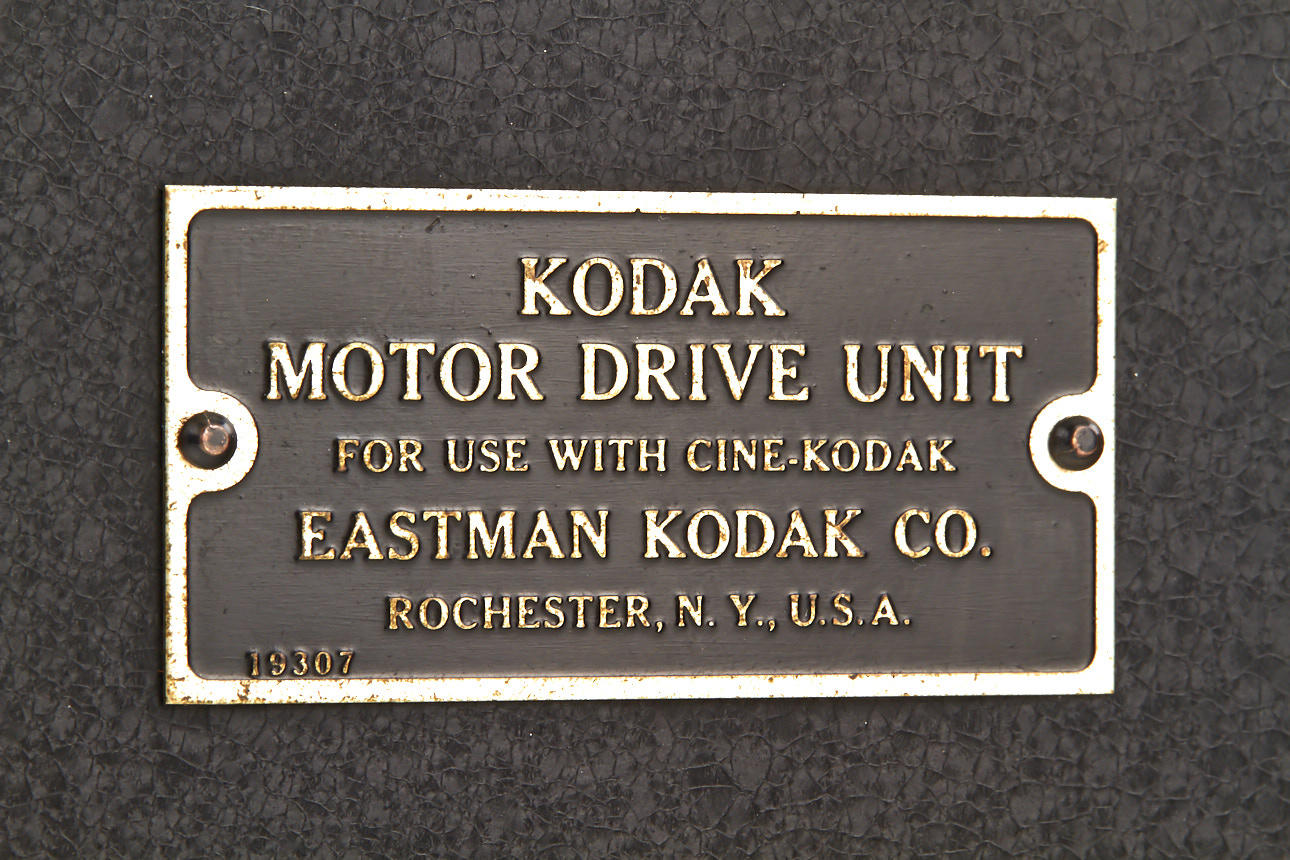 KODAK
MOTOR DRIVE UNIT
FOR USE WITH CINE-KODAK
EASTMAN KODAK CO.
ROCHESTER, N. Y., U.S.A.
19307